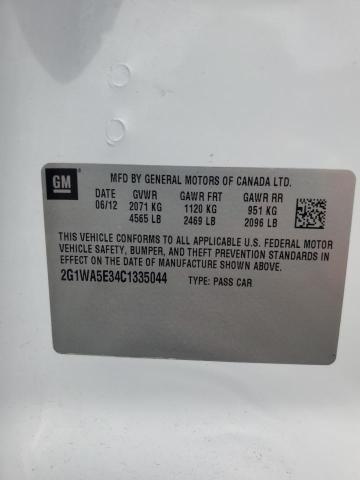 GM
MFD BY GENERAL MOTORS OF CANADA LTD.
DATE GVWR GAWR FRT GAWR RR
06/12 2071 KG 1120 KG 951 KG
4565 LB 2469 LB 2096 LB
THIS VEHICLE CONFORMS TO ALL APPLICABLE U.S. FEDERAL MOTOR
VEHICLE SAFETY, BUMPER, AND THEFT PREVENTION STANDARDS
IN EFFECT ON THE DATE OF MANUFACTURE SHOWN ABOVE.
2G1WA5E34C1335044 TYPE: PASS CAR